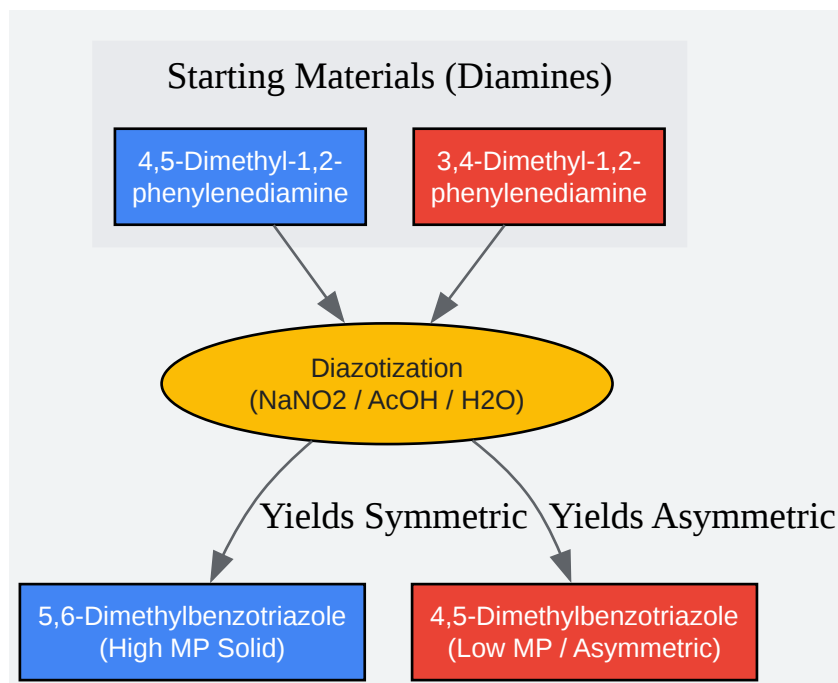 Starting Materials (Diamines)
4,5-Dimethyl-1,2-
phenylenediamine
3,4-Dimethyl-1,2-
phenylenediamine
Diazotization
(NaNO2 / AcOH / H2O)
Yields Symmetric
Yields Asymmetric
5,6-Dimethylbenzotriazole
(High MP Solid)
4,5-Dimethylbenzotriazole
(Low MP / Asymmetric)